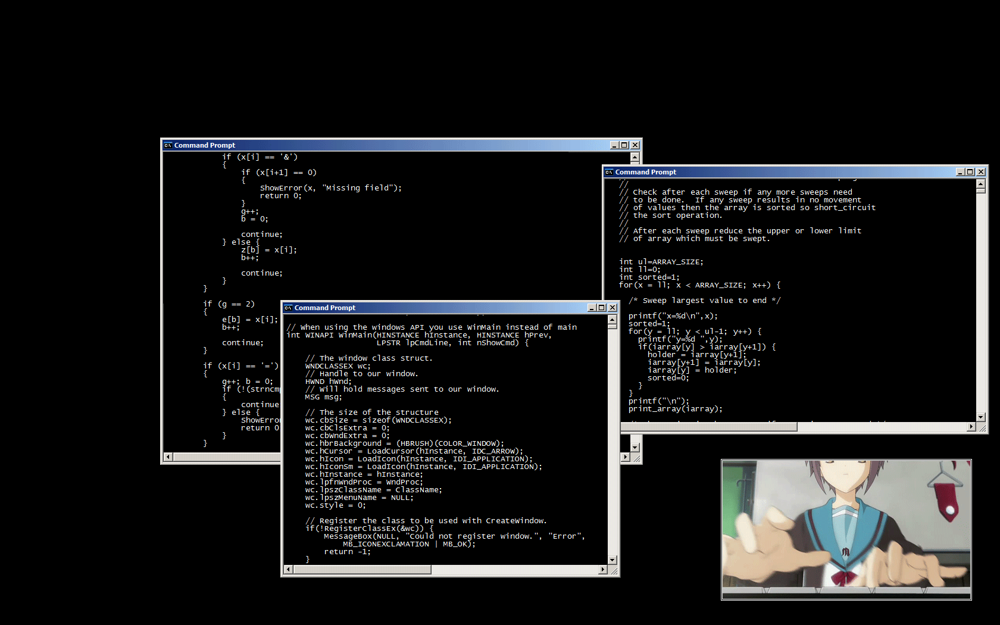 Command Prompt
if (x[i] == '&')
{
if (x[i+1] == 0)
{
ShowError(x, "Missing field");
return 0;
}
g++;
b = 0;
continue;
} else {
z[b] = x[i];
b++;
continue;
}
}
if (g == 2)
{
e[b] = x[i];
b++;
continue;
}
if (x[i] == '=')
{
g++; b = 0;
if (!(strncmp
{
continue
} else {
ShowError
return 0
}
}
Command Prompt
//
// Check after each sweep if any more sweeps need
// to be done.  If any sweep results in no movement
// of values then the array is sorted so short_circuit
// the sort operation.
//
// After each sweep reduce the upper or lower limit
// of array which must be swept.
int ul=ARRAY_SIZE;
int ll=0;
int sorted=1;
for(x = ll; x < ARRAY_SIZE; x++) {
/* Sweep largest value to end */
printf("x=%d\n",x);
sorted=1;
for(y = ll; y < ul-1; y++) {
printf("y=%d ",y);
if(iarray[y] > iarray[y+1]) {
holder = iarray[y+1];
iarray[y+1] = iarray[y];
iarray[y] = holder;
sorted=0;
}
}
printf("\n");
print_array(iarray);
Command Prompt
// When using the windows API you use WinMain instead of main
int WINAPI WinMain(HINSTANCE hInstance, HINSTANCE hPrev,
LPSTR lpCmdLine, int nShowCmd) {
// The window class struct.
WNDCLASSEX wc;
// Handle to our window.
HWND hWnd;
// Will hold messages sent to our window.
MSG msg;
// The size of the structure
wc.cbSize = sizeof(WNDCLASSEX);
wc.cbClsExtra = 0;
wc.cbWndExtra = 0;
wc.hbrBackground = (HBRUSH)(COLOR_WINDOW);
wc.hCursor = LoadCursor(hInstance, IDC_ARROW);
wc.hIcon = LoadIcon(hInstance, IDI_APPLICATION);
wc.hIconSm = LoadIcon(hInstance, IDI_APPLICATION);
wc.hInstance = hInstance;
wc.lpfnWndProc = WndProc;
wc.lpszClassName = ClassName;
wc.lpszMenuName = NULL;
wc.style = 0;
// Register the class to be used with CreateWindow.
if(!RegisterClassEx(&wc)) {
MessageBox(NULL, "Could not register window.", "Error",
MB_ICONEXCLAMATION | MB_OK);
return -1;
}